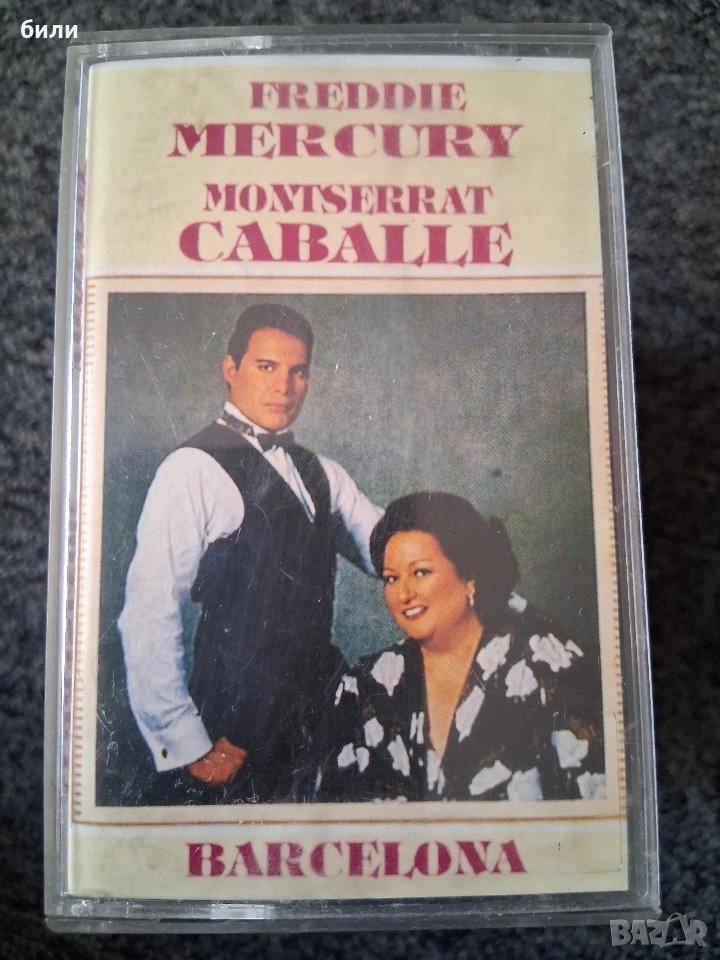 били
FREDDIE
MERCURY
MONTSERRAT
CABALLE
BARCELONA
BAZAR